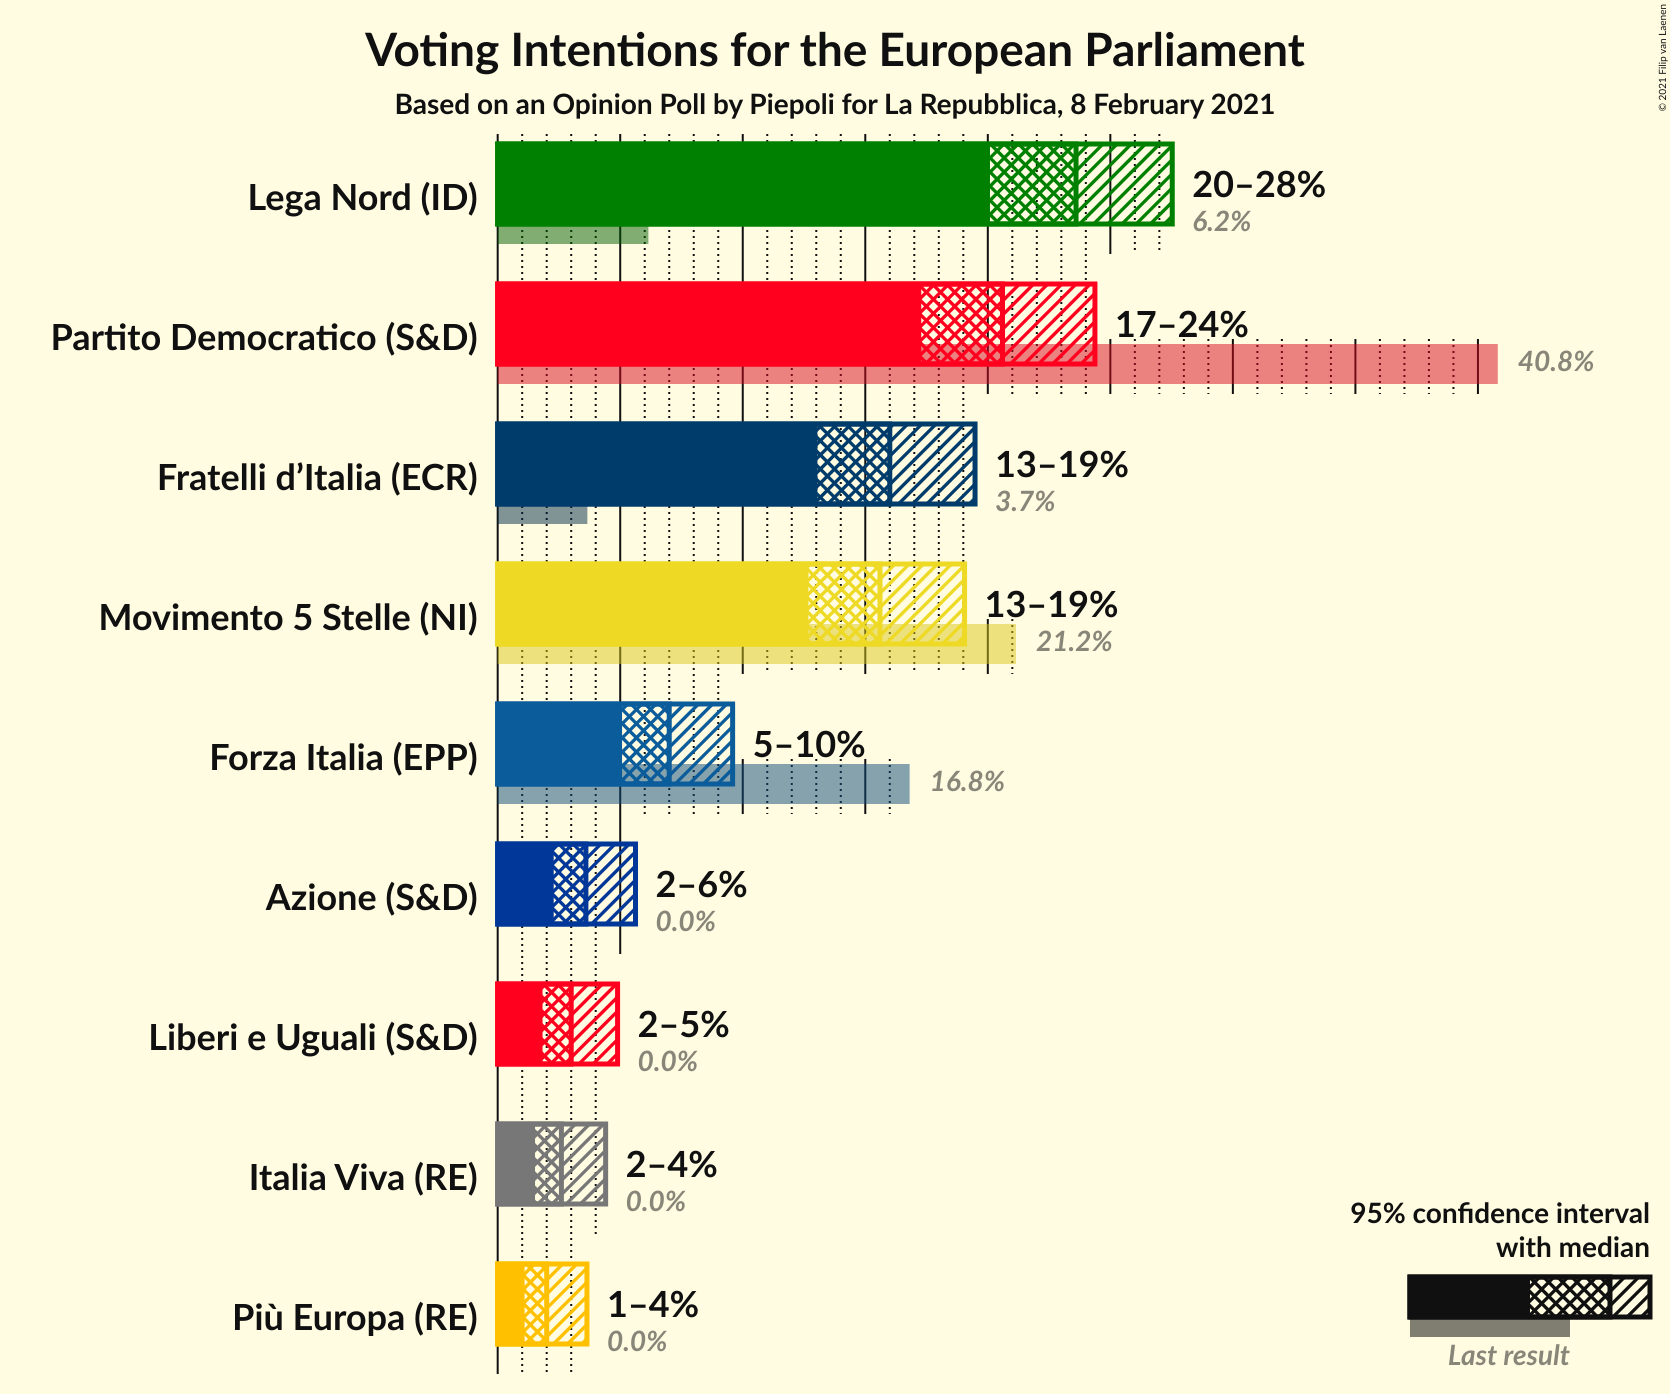 © 2021 Filip van Laenen
Voting Intentions for the European Parliament
Based on an Opinion Poll by Piepoli for La Repubblica, 8 February 2021
Lega Nord (ID)
20–28%
6.2%
Partito Democratico (S&D)
17–24%
40.8%
Fratelli d’Italia (ECR)
13–19%
3.7%
Movimento 5 Stelle (NI)
13–19%
21.2%
Forza Italia (EPP)
5–10%
16.8%
Azione (S&D)
2–6%
0.0%
Liberi e Uguali (S&D)
2–5%
0.0%
Italia Viva (RE)
2–4%
0.0%
Più Europa (RE)
1–4%
0.0%
95% confidence interval
with median
Last result